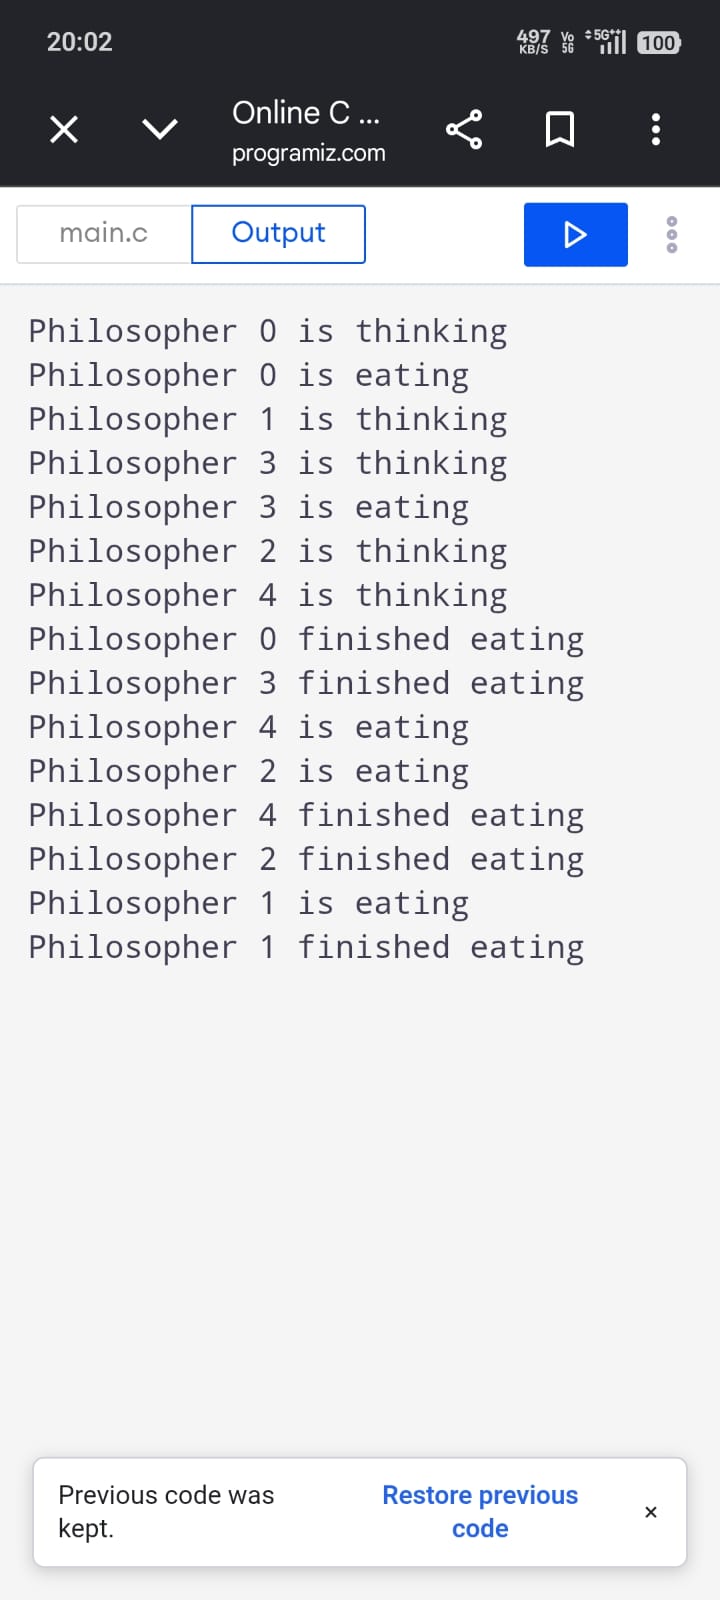 20:02
497 KB/S Vo 5G 5G++ 100
Online C ...
programiz.com
main.c
Output
Philosopher 0 is thinking
Philosopher 0 is eating
Philosopher 1 is thinking
Philosopher 3 is thinking
Philosopher 3 is eating
Philosopher 2 is thinking
Philosopher 4 is thinking
Philosopher 0 finished eating
Philosopher 3 finished eating
Philosopher 4 is eating
Philosopher 2 is eating
Philosopher 4 finished eating
Philosopher 2 finished eating
Philosopher 1 is eating
Philosopher 1 finished eating
Previous code was
kept.
Restore previous
code
×